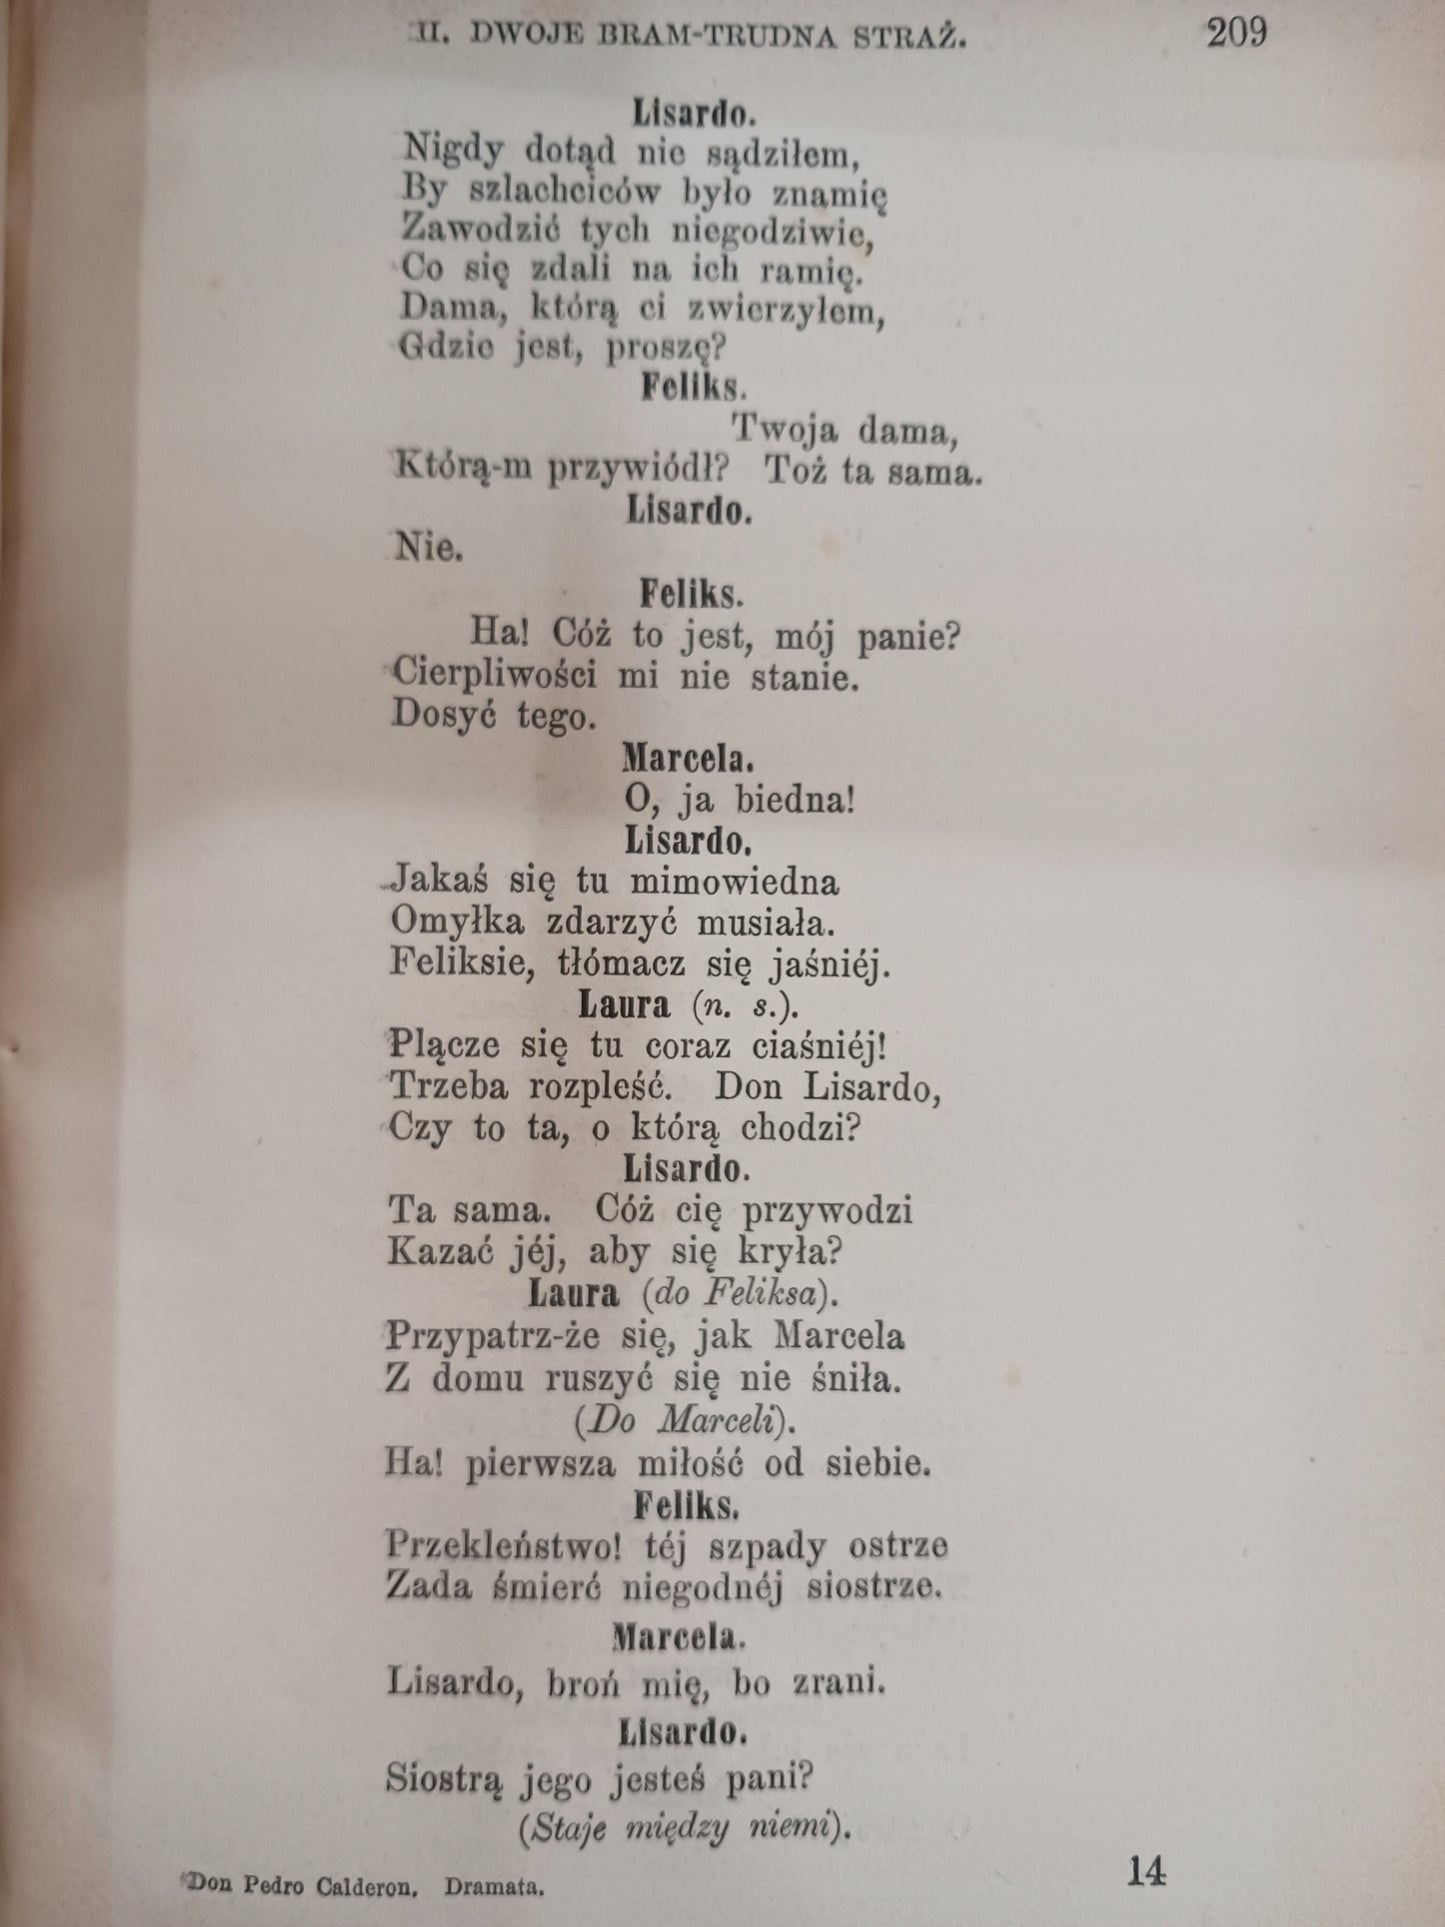 II. DWOJE BRAM-TRUDNA STRAŻ. 209
Lisardo.
Nigdy dotąd nie sądziłem,
By szlachciców było znamię
Zawodzić tych niegodziwie,
Co się zdali na ich ramię.
Dama, którą ci zwierzyłem,
Gdzie jest, proszę?
Feliks.
Twoja dama,
Którą-m przywiódł? Toż ta sama.
Lisardo.
Nie.
Feliks.
Ha! Cóż to jest, mój panie?
Cierpliwości mi nie stanie.
Dosyć tego.
Marcela.
O, ja biedna!
Lisardo.
Jakaś się tu mimowiedna
Omyłka zdarzyć musiała.
Feliksie, tłómacz się jaśniéj.
Laura (n. s.).
Plącze się tu coraz ciaśniéj!
Trzeba rozpleść. Don Lisardo,
Czy to ta, o którą chodzi?
Lisardo.
Ta sama. Cóż cię przywodzi
Kazać jéj, aby się kryła?
Laura (do Feliksa).
Przypatrz-że się, jak Marcela
Z domu ruszyć się nie śniła.
(Do Marceli).
Ha! pierwsza miłość od siebie.
Feliks.
Przekleństwo! téj szpady ostrze
Zada śmierć niegodnéj siostrze.
Marcela.
Lisardo, broń mię, bo zrani.
Lisardo.
Siostrą jego jesteś pani?
(Staje między niemi).
Don Pedro Calderon. Dramata. 14